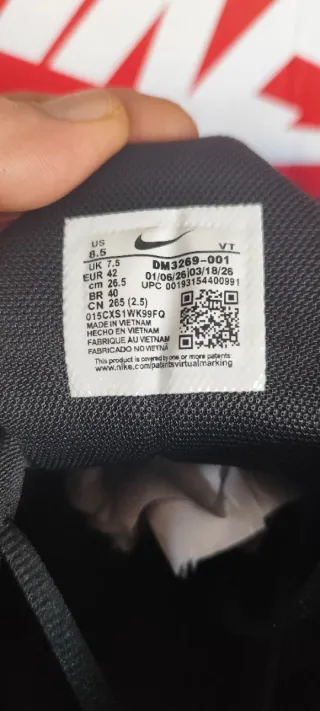 US
8.5
VT
UK 7.5
EUR 42
cm 26.5
BR 40
CN 265 (2.5)
DM3269-001
01/06/26|03/18/26
UPC 00193154400991
015CXS1WK99FQ
MADE IN VIETNAM
HECHO EN VIETNAM
FABRIQUE AU VIETNAM
FABRICADO NO VIETNÃ
This product is covered by one or more patents
www.nike.com/patentsvirtualmarking